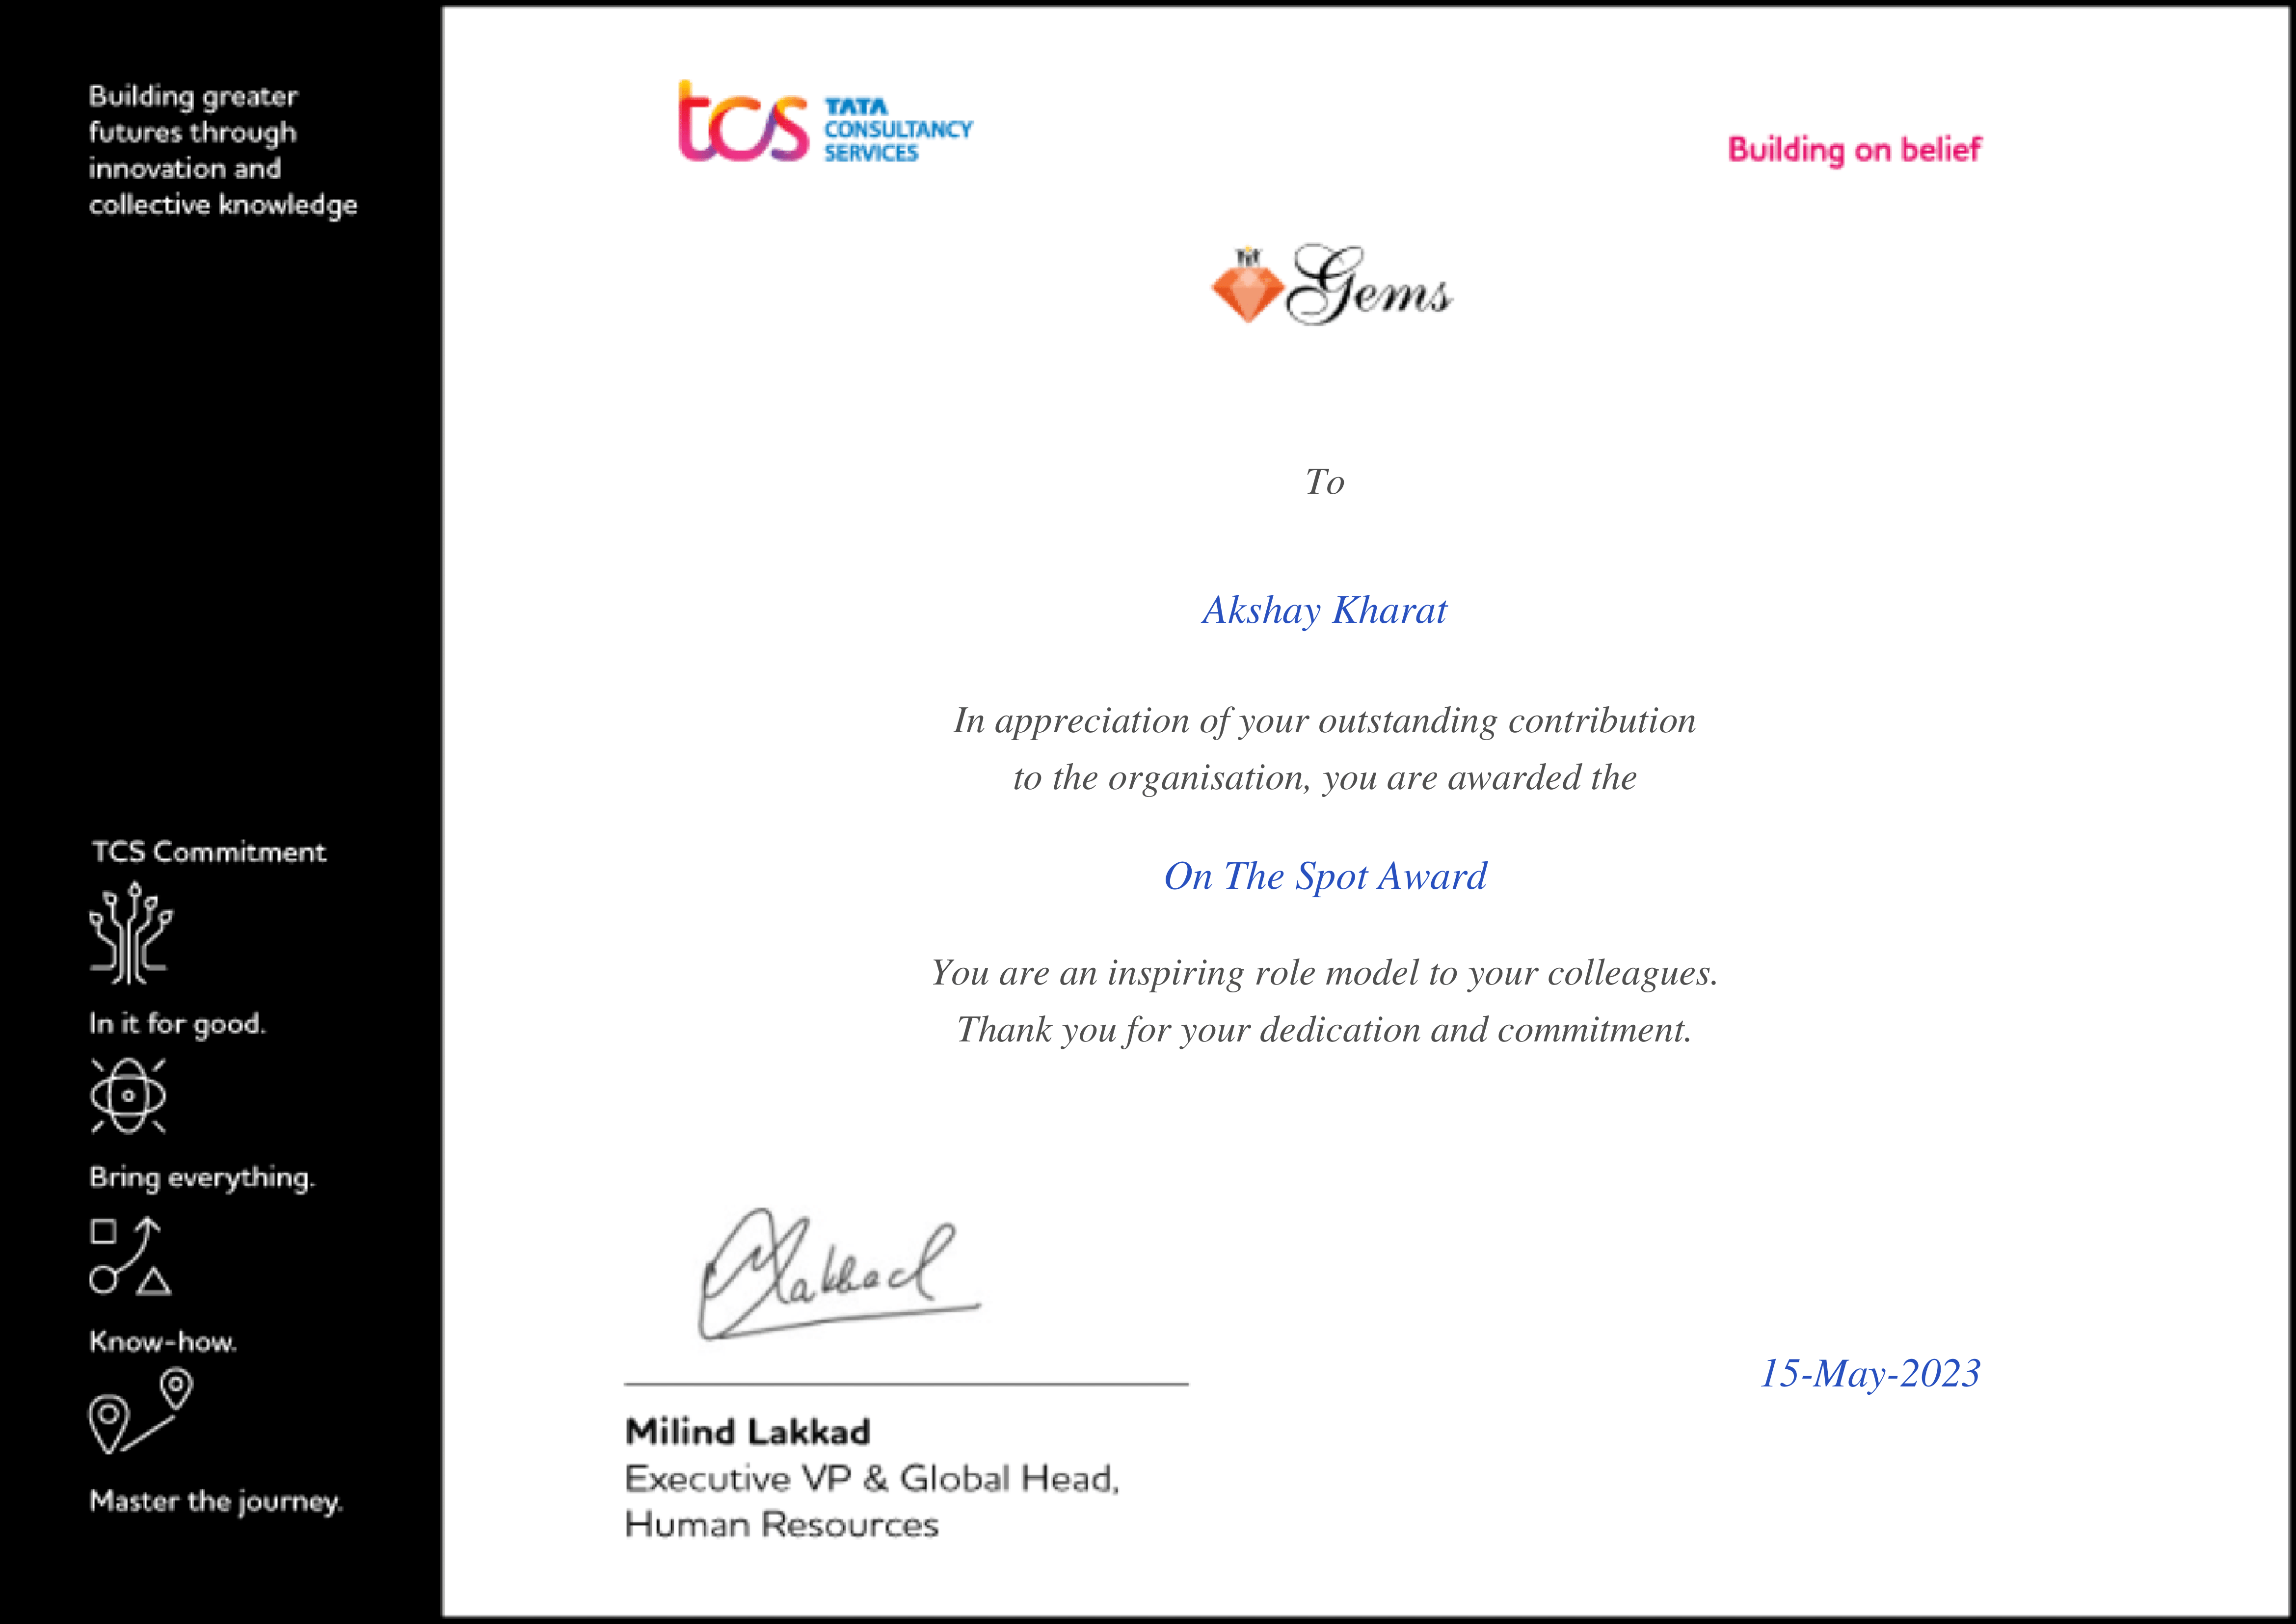 Building greater
futures through
innovation and
collective knowledge
TCS Commitment
In it for good.
Bring everything.
Know-how.
Master the journey.
tcs TATA
CONSULTANCY
SERVICES
Building on belief
Gems
To
Akshay Kharat
In appreciation of your outstanding contribution
to the organisation, you are awarded the
On The Spot Award
You are an inspiring role model to your colleagues.
Thank you for your dedication and commitment.
Lakkad
15-May-2023
Milind Lakkad
Executive VP & Global Head,
Human Resources